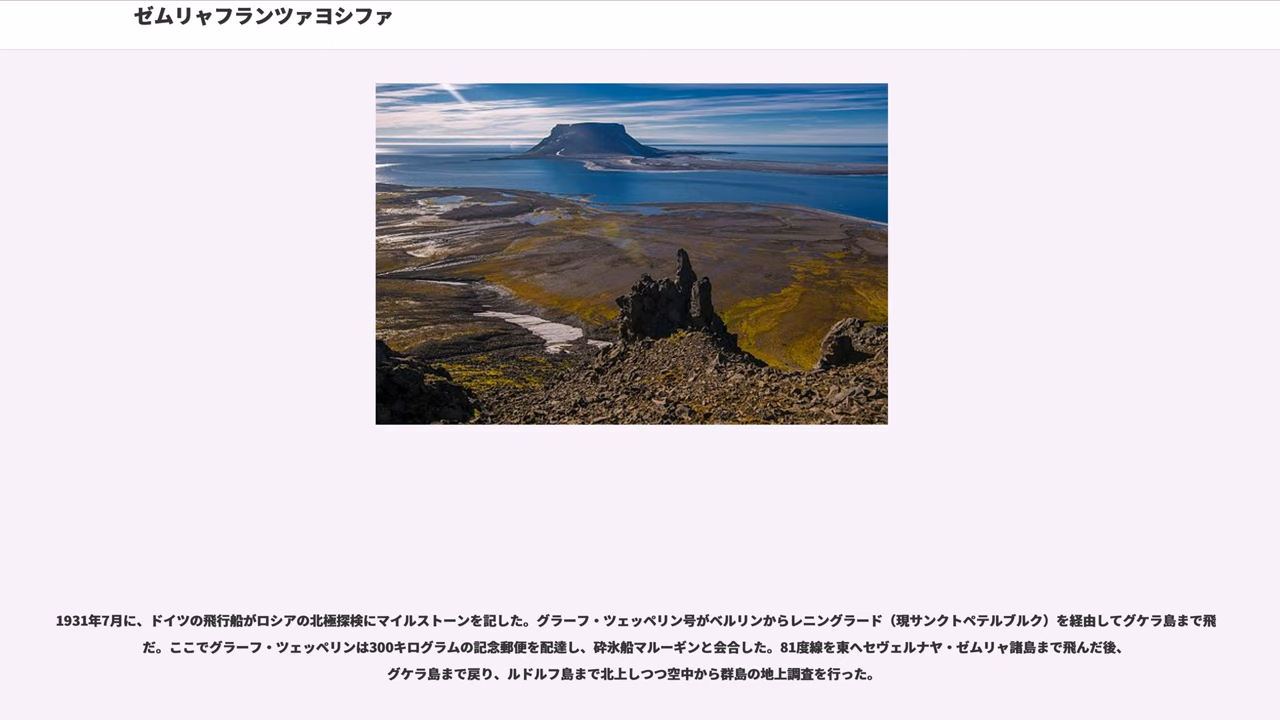 ゼムリャフランツァヨシファ
1931年7月に、ドイツの飛行船がロシアの北極探検にマイルストーンを記した。グラーフ・ツェッペリン号がベルリンからレニングラード（現サンクトペテルブルク）を経由してゲケラ島まで飛
だ。ここでグラーフ・ツェッペリンは300キログラムの記念郵便を配達し、砕氷船マルーギンと会合した。81度線を東へセヴェルナヤ・ゼムリャ諸島まで飛んだ後、
グケラ島まで戻り、ルドルフ島まで北上しつつ空中から群島の地上調査を行った。